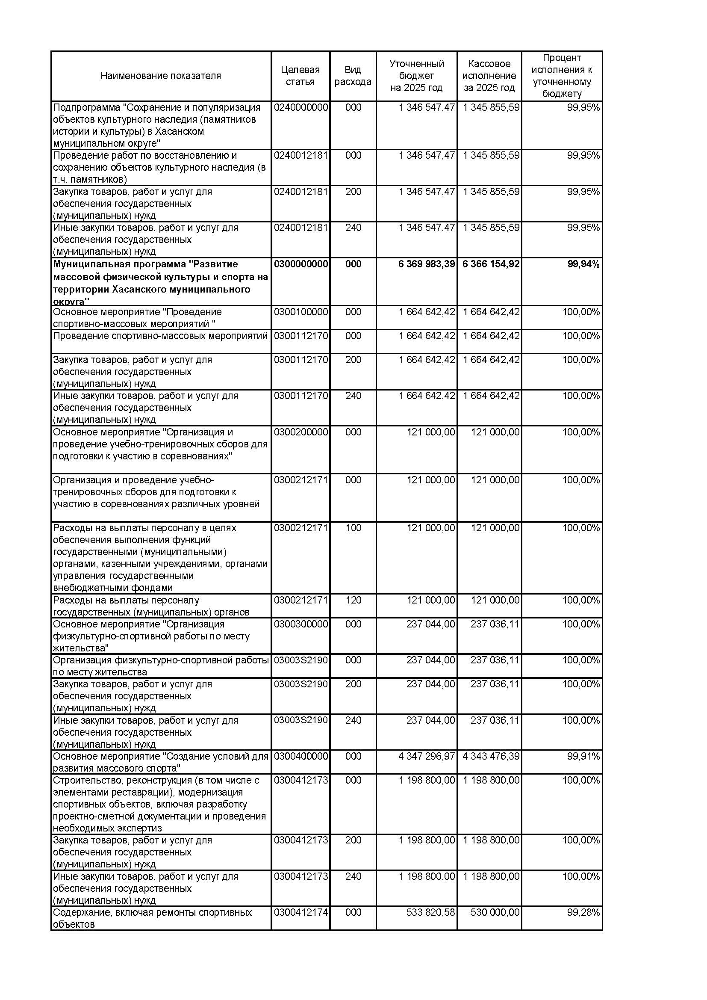 Наименование показателя
Целевая
статья
Вид
расхода
Уточненный
бюджет
на 2025 год
Кассовое
исполнение
за 2025 год
Процент
исполнения к
уточненному
бюджету
Подпрограмма "Сохранение и популяризация 0240000000 000 1 346 547,47 1 345 855,59 99,95%
объектов культурного наследия (памятников
истории и культуры) в Хасанском
муниципальном округе"
Проведение работ по восстановлению и 0240012181 000 1 346 547,47 1 345 855,59 99,95%
сохранению объектов культурного наследия (в
т.ч. памятников)
Закупка товаров, работ и услуг для 0240012181 200 1 346 547,47 1 345 855,59 99,95%
обеспечения государственных
(муниципальных) нужд
Иные закупки товаров, работ и услуг для 0240012181 240 1 346 547,47 1 345 855,59 99,95%
обеспечения государственных
(муниципальных) нужд
Муниципальная программа "Развитие 0300000000 000 6 369 983,39 6 366 154,92 99,94%
массовой физической культуры и спорта на
территории Хасанского муниципального
округа"
Основное мероприятие "Проведение 0300100000 000 1 664 642,42 1 664 642,42 100,00%
спортивно-массовых мероприятий "
Проведение спортивно-массовых мероприятий 0300112170 000 1 664 642,42 1 664 642,42 100,00%
Закупка товаров, работ и услуг для 0300112170 200 1 664 642,42 1 664 642,42 100,00%
обеспечения государственных
(муниципальных) нужд
Иные закупки товаров, работ и услуг для 0300112170 240 1 664 642,42 1 664 642,42 100,00%
обеспечения государственных
(муниципальных) нужд
Основное мероприятие "Организация и 0300200000 000 121 000,00 121 000,00 100,00%
проведение учебно-тренировочных сборов для
подготовки к участию в соревнованиях"
Организация и проведение учебно- 0300212171 000 121 000,00 121 000,00 100,00%
тренировочных сборов для подготовки к
участию в соревнованиях различных уровней
Расходы на выплаты персоналу в целях 0300212171 100 121 000,00 121 000,00 100,00%
обеспечения выполнения функций
государственными (муниципальными)
органами, казенными учреждениями, органами
управления государственными
внебюджетными фондами
Расходы на выплаты персоналу 0300212171 120 121 000,00 121 000,00 100,00%
государственных (муниципальных) органов
Основное мероприятие "Организация 0300300000 000 237 044,00 237 036,11 100,00%
физкультурно-спортивной работы по месту
жительства"
Организация физкультурно-спортивной работы 03003S2190 000 237 044,00 237 036,11 100,00%
по месту жительства
Закупка товаров, работ и услуг для 03003S2190 200 237 044,00 237 036,11 100,00%
обеспечения государственных
(муниципальных) нужд
Иные закупки товаров, работ и услуг для 03003S2190 240 237 044,00 237 036,11 100,00%
обеспечения государственных
(муниципальных) нужд
Основное мероприятие "Создание условий для 0300400000 000 4 347 296,97 4 343 476,39 99,91%
развития массового спорта"
Строительство, реконструкция (в том числе с 0300412173 000 1 198 800,00 1 198 800,00 100,00%
элементами реставрации), модернизация
спортивных объектов, включая разработку
проектно-сметной документации и проведения
необходимых экспертиз
Закупка товаров, работ и услуг для 0300412173 200 1 198 800,00 1 198 800,00 100,00%
обеспечения государственных
(муниципальных) нужд
Иные закупки товаров, работ и услуг для 0300412173 240 1 198 800,00 1 198 800,00 100,00%
обеспечения государственных
(муниципальных) нужд
Содержание, включая ремонты спортивных 0300412174 000 533 820,58 530 000,00 99,28%
объектов